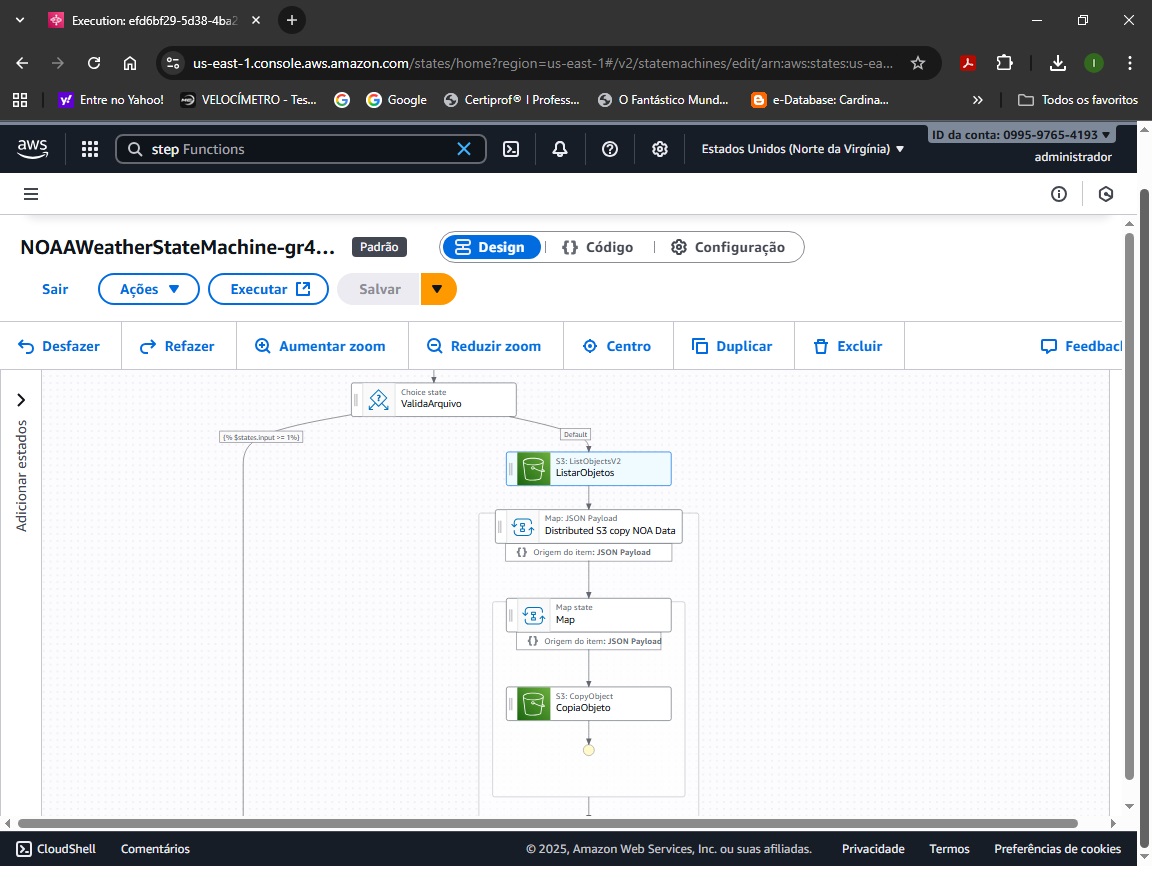 Execution: efd6bf29-5d38-4ba2
us-east-1.console.aws.amazon.com/states/home?region=us-east-1#/v2/statemachines/edit/arn:aws:states:us-ea...
Entre no Yahoo!
VELOCÍMETRO - Tes...
Google
Certiprof® I Profess...
O Fantástico Mund...
e-Database: Cardina...
Todos os favoritos
aws
step Functions
Estados Unidos (Norte da Virgínia)
ID da conta: 0995-9765-4193
administrador
NOAAWeatherStateMachine-gr4...
Padrão
Design
{} Código
Configuração
Sair
Ações
Executar
Salvar
Desfazer
Refazer
Aumentar zoom
Reduzir zoom
Centro
Duplicar
Excluir
Feedbacl
Adicionar estados
Choice state
ValidaArquivo
{% $states.input >= 1%}
Default
S3: ListObjectsV2
ListarObjetos
Map: JSON Payload
Distributed S3 copy NOA Data
{} Origem do item: JSON Payload
Map state
Map
{} Origem do item: JSON Payload
S3: CopyObject
CopiaObjeto
CloudShell
Comentários
© 2025, Amazon Web Services, Inc. ou suas afiliadas.
Privacidade
Termos
Preferências de cookies